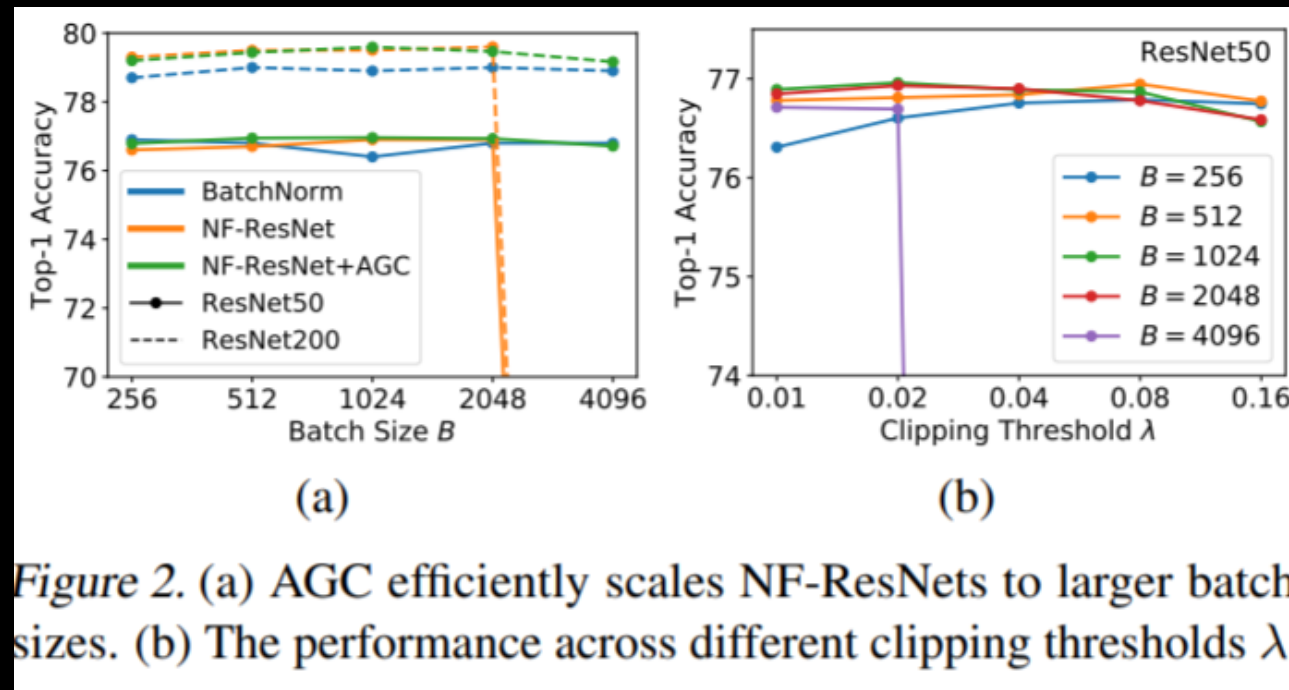 80
78
76
74
72
70
Top-1 Accuracy
BatchNorm
NF-ResNet
NF-ResNet+AGC
ResNet50
ResNet200
256 512 1024 2048 4096
Batch Size B
(a)
ResNet50
77
76
75
74
Top-1 Accuracy
B = 256
B = 512
B = 1024
B = 2048
B = 4096
0.01 0.02 0.04 0.08 0.16
Clipping Threshold λ
(b)
Figure 2. (a) AGC efficiently scales NF-ResNets to larger batch
sizes. (b) The performance across different clipping thresholds λ